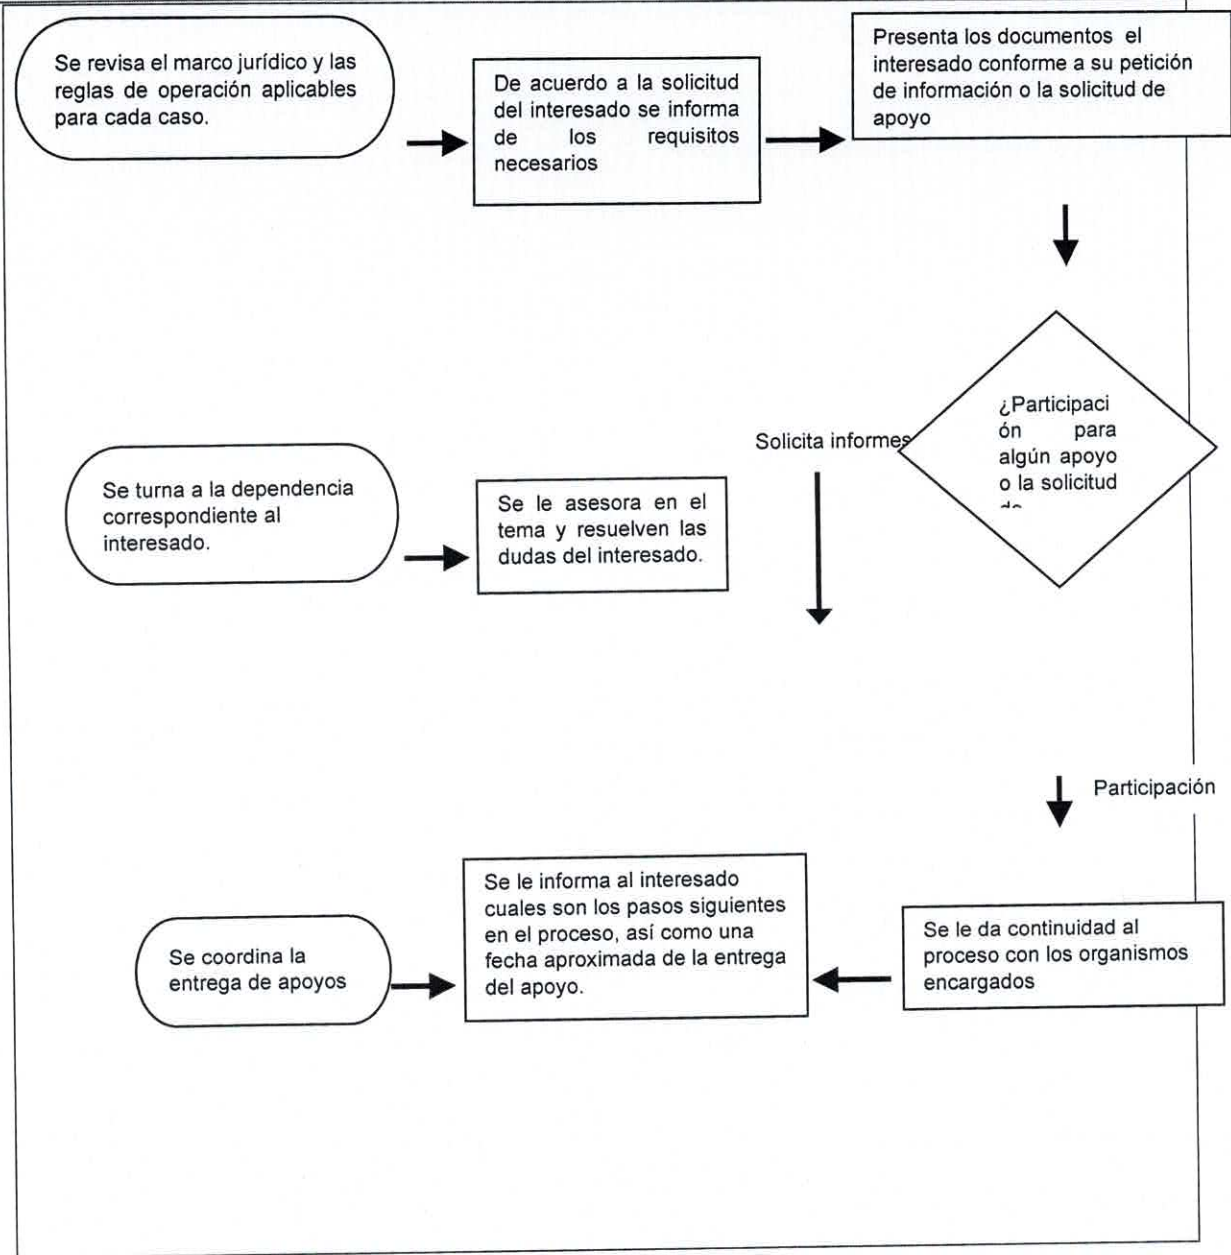 Se revisa el marco jurídico y las
reglas de operación aplicables
para cada caso.
De acuerdo a la solicitud
del interesado se informa
de los requisitos
necesarios
Presenta los documentos el
interesado conforme a su petición
de información o la solicitud de
apoyo
¿Participaci
ón para
algún apoyo
o la solicitud
Solicita informes
Se turna a la dependencia
correspondiente al
interesado.
Se le asesora en el
tema y resuelven las
dudas del interesado.
Participación
Se coordina la
entrega de apoyos
Se le informa al interesado
cuales son los pasos siguientes
en el proceso, así como una
fecha aproximada de la entrega
del apoyo.
Se le da continuidad al
proceso con los organismos
encargados